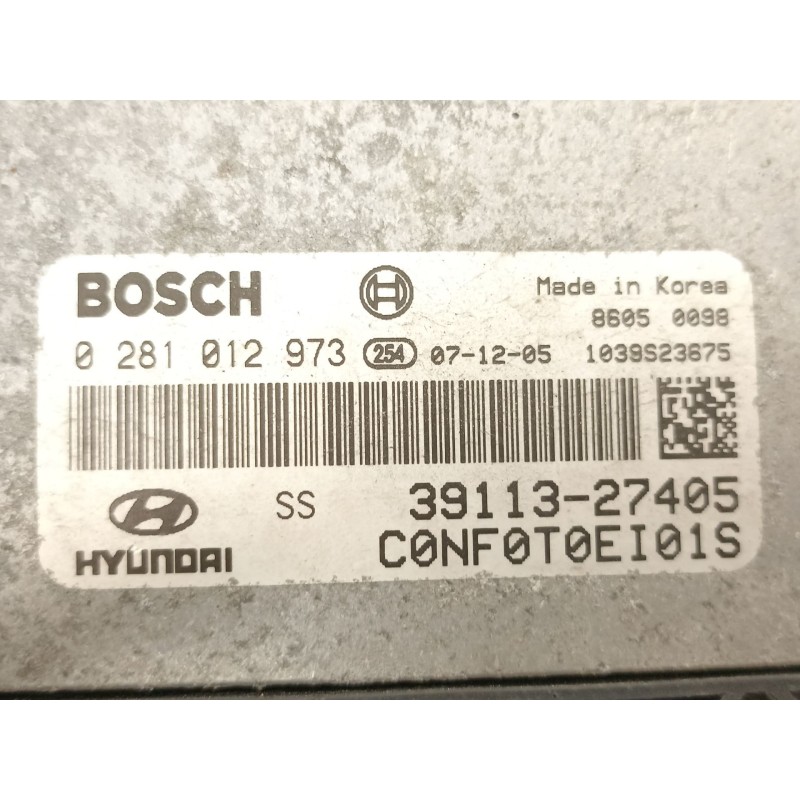 BOSCH
Made in Korea
8605 0098
0 281 012 973 254 07-12-05 1039S23675
SS 39113-27405
HYUNDAI C0NF0T0EI01S